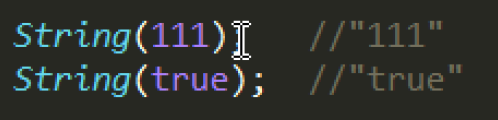 String(111);   //"111"
String(true);  //"true"